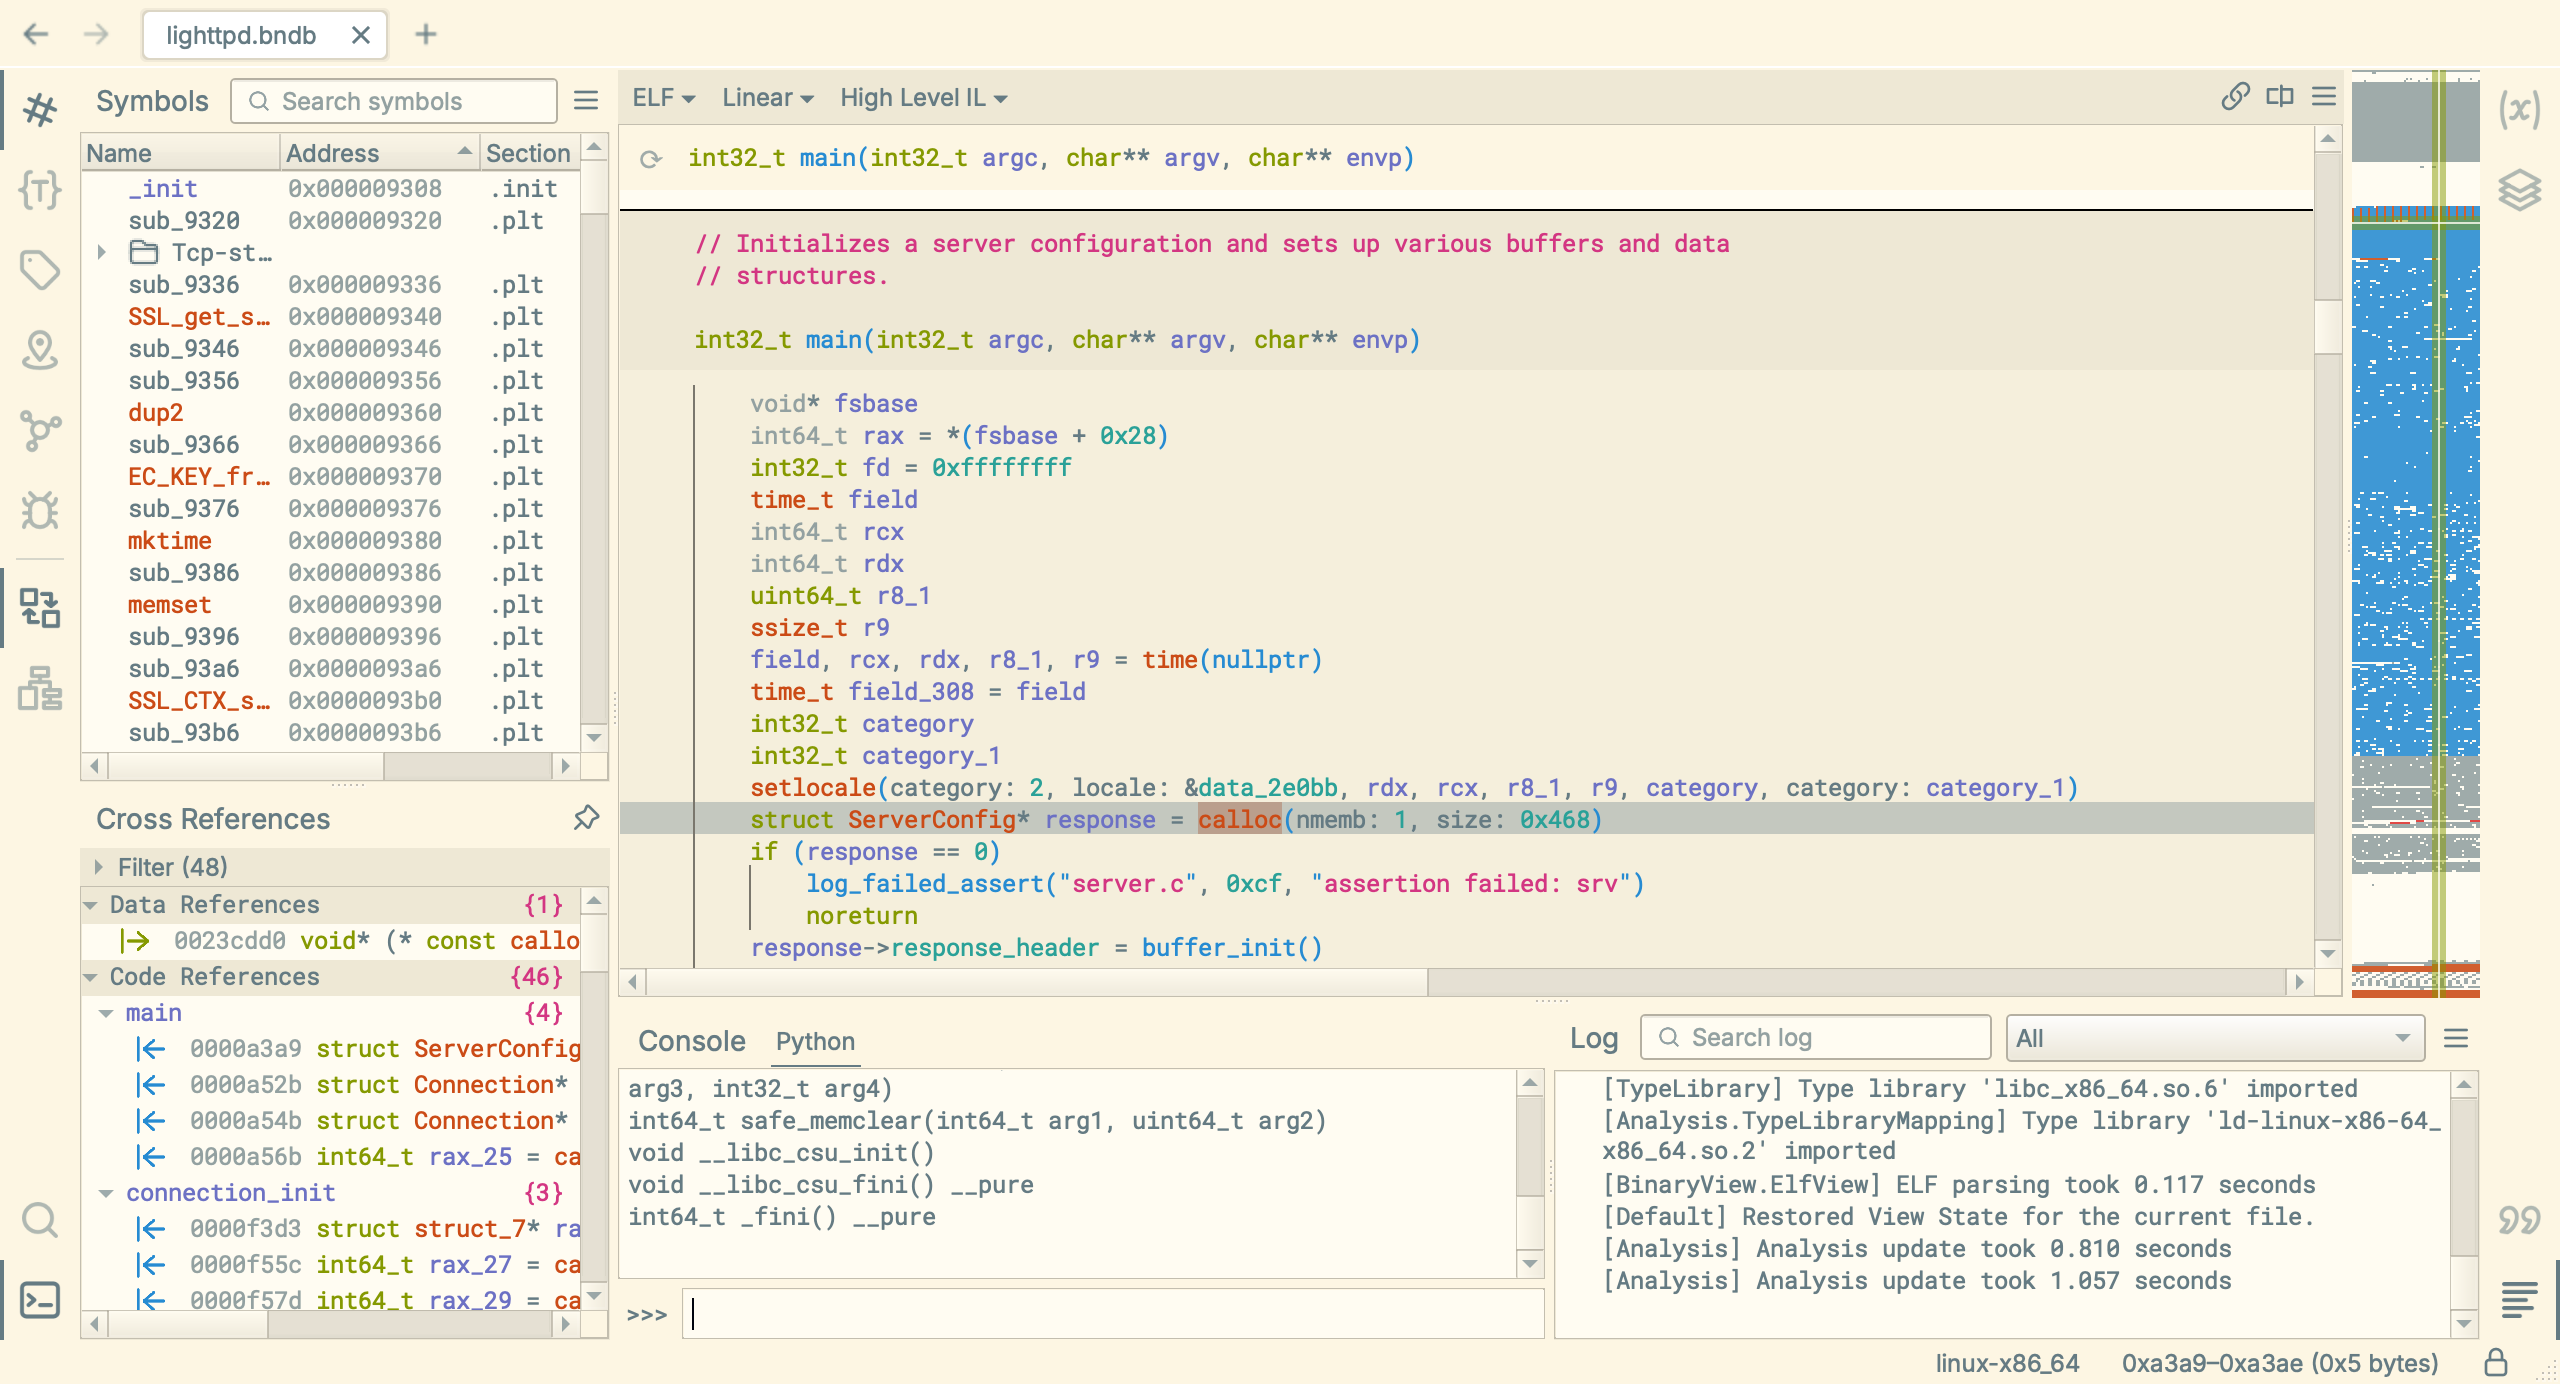 lighttpd.bndb
Symbols
Search symbols
Name Address Section
_init 0x000009308 .init
sub_9320 0x000009320 .plt
Tcp-st…
sub_9336 0x000009336 .plt
SSL_get_s… 0x000009340 .plt
sub_9346 0x000009346 .plt
sub_9356 0x000009356 .plt
dup2 0x000009360 .plt
sub_9366 0x000009366 .plt
EC_KEY_fr… 0x000009370 .plt
sub_9376 0x000009376 .plt
mktime 0x000009380 .plt
sub_9386 0x000009386 .plt
memset 0x000009390 .plt
sub_9396 0x000009396 .plt
sub_93a6 0x0000093a6 .plt
SSL_CTX_s… 0x0000093b0 .plt
sub_93b6 0x0000093b6 .plt
Cross References
Filter (48)
Data References {1}
0023cdd0 void* (* const callo
Code References {46}
main {4}
0000a3a9 struct ServerConfig
0000a52b struct Connection*
0000a54b struct Connection*
0000a56b int64_t rax_25 = ca
connection_init {3}
0000f3d3 struct struct_7* ra
0000f55c int64_t rax_27 = ca
0000f57d int64_t rax_29 = ca
ELF Linear High Level IL
int32_t main(int32_t argc, char** argv, char** envp)
// Initializes a server configuration and sets up various buffers and data
// structures.
int32_t main(int32_t argc, char** argv, char** envp)
void* fsbase
int64_t rax = *(fsbase + 0x28)
int32_t fd = 0xffffffff
time_t field
int64_t rcx
int64_t rdx
uint64_t r8_1
ssize_t r9
field, rcx, rdx, r8_1, r9 = time(nullptr)
time_t field_308 = field
int32_t category
int32_t category_1
setlocale(category: 2, locale: &data_2e0bb, rdx, rcx, r8_1, r9, category, category: category_1)
struct ServerConfig* response = calloc(nmemb: 1, size: 0x468)
if (response == 0)
log_failed_assert("server.c", 0xcf, "assertion failed: srv")
noreturn
response->response_header = buffer_init()
Console Python
arg3, int32_t arg4)
int64_t safe_memclear(int64_t arg1, uint64_t arg2)
void __libc_csu_init()
void __libc_csu_fini() __pure
int64_t _fini() __pure
>>>
Log
Search log
All
[TypeLibrary] Type library 'libc_x86_64.so.6' imported
[Analysis.TypeLibraryMapping] Type library 'ld-linux-x86-64_
x86_64.so.2' imported
[BinaryView.ElfView] ELF parsing took 0.117 seconds
[Default] Restored View State for the current file.
[Analysis] Analysis update took 0.810 seconds
[Analysis] Analysis update took 1.057 seconds
linux-x86_64 0xa3a9–0xa3ae (0x5 bytes)